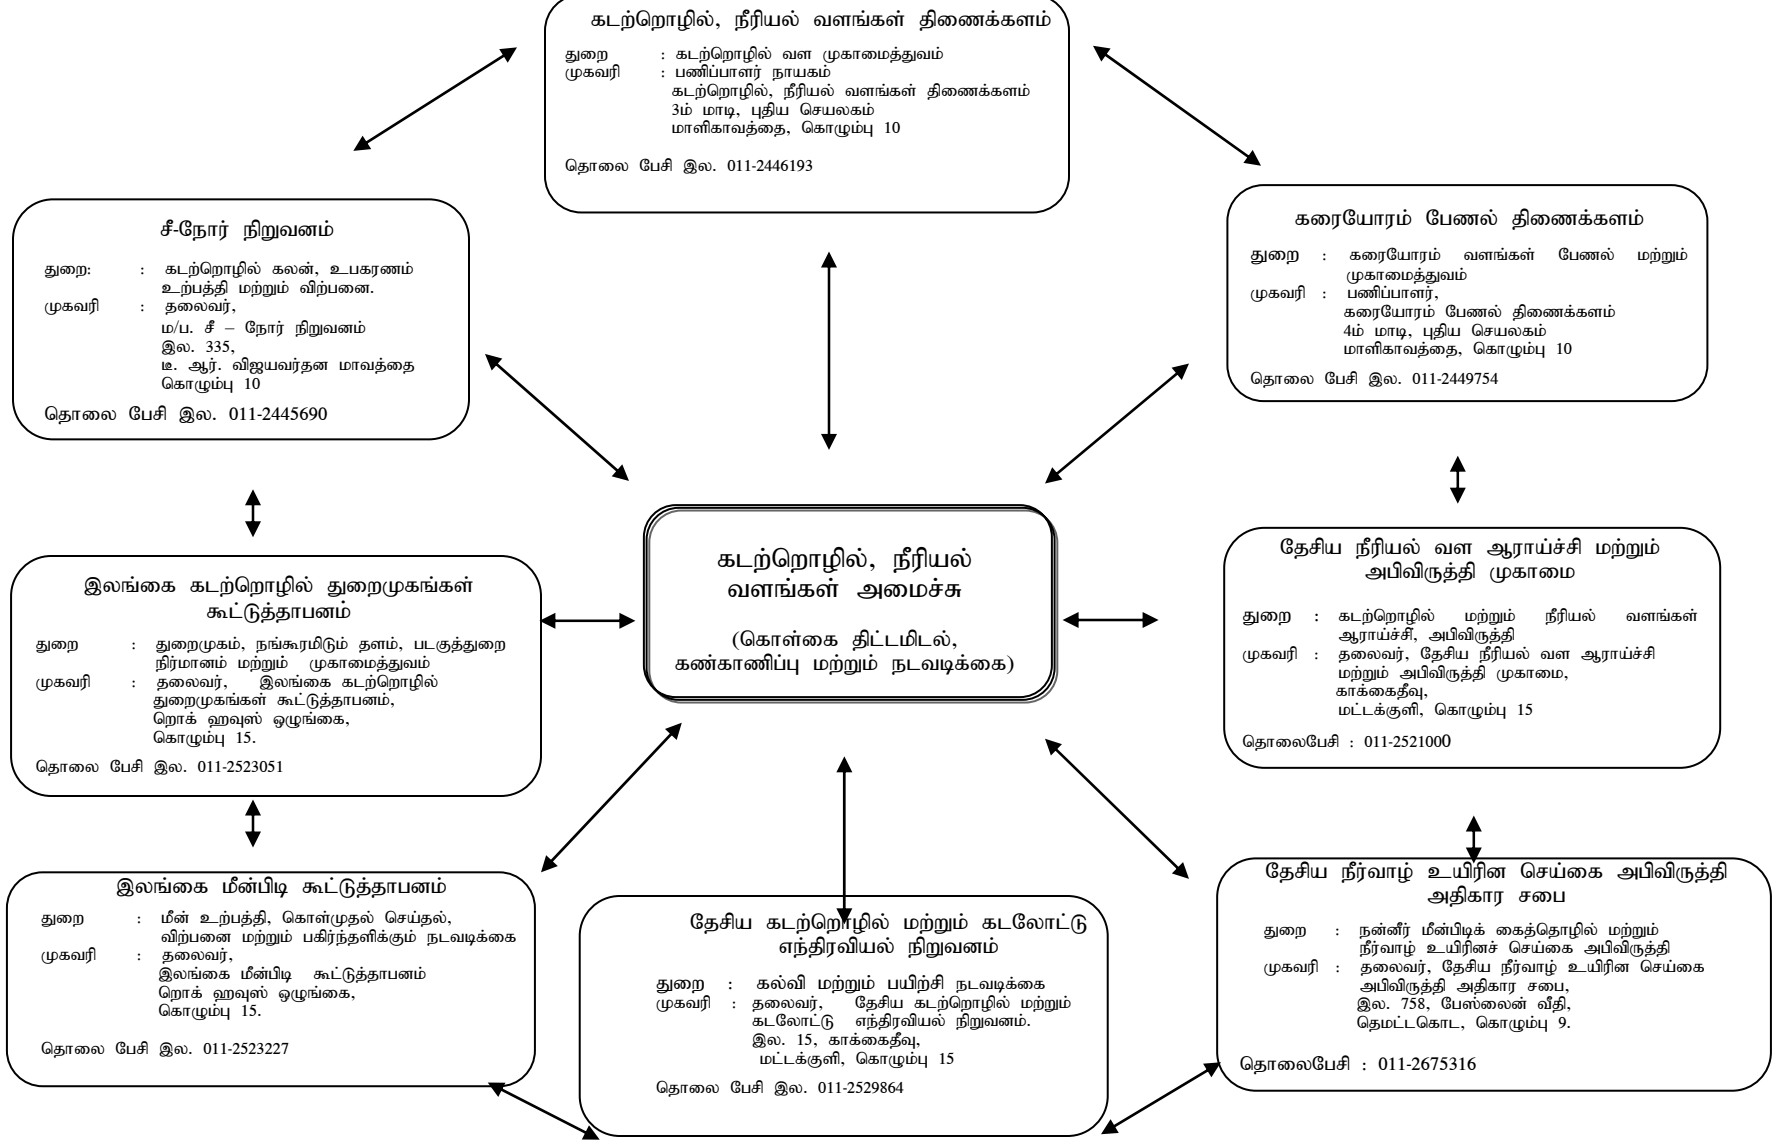 கடற்றொழில், நீரியல் வளங்கள் திணைக்களம்
துறை : கடற்றொழில் வள முகாமைத்துவம்
முகவரி : பணிப்பாளர் நாயகம்
கடற்றொழில், நீரியல் வளங்கள் திணைக்களம்
3ம் மாடி, புதிய செயலகம்
மாளிகாவத்தை, கொழும்பு 10
தொலை பேசி இல. 011-2446193
சீ-நோர் நிறுவனம்
துறை: : கடற்றொழில் கலன், உபகரணம்
உற்பத்தி மற்றும் விற்பனை.
முகவரி : தலைவர்,
ம/ப. சீ – நோர் நிறுவனம்
இல. 335,
டீ. ஆர். விஜயவர்தன மாவத்தை
கொழும்பு 10
தொலை பேசி இல. 011-2445690
கரையோரம் பேணல் திணைக்களம்
துறை : கரையோரம் வளங்கள் பேணல் மற்றும்
முகாமைத்துவம்
முகவரி : பணிப்பாளர்,
கரையோரம் பேணல் திணைக்களம்
4ம் மாடி, புதிய செயலகம்
மாளிகாவத்தை, கொழும்பு 10
தொலை பேசி இல. 011-2449754
கடற்றொழில், நீரியல்
வளங்கள் அமைச்சு
(கொள்கை திட்டமிடல்,
கண்காணிப்பு மற்றும் நடவடிக்கை)
இலங்கை கடற்றொழில் துறைமுகங்கள்
கூட்டுத்தாபனம்
துறை : துறைமுகம், நங்கூரமிடும் தளம், படகுத்துறை
நிர்மானம் மற்றும் முகாமைத்துவம்
முகவரி : தலைவர், இலங்கை கடற்றொழில்
துறைமுகங்கள் கூட்டுத்தாபனம்,
றொக் ஹவுஸ் ஒழுங்கை,
கொழும்பு 15.
தொலை பேசி இல. 011-2523051
தேசிய நீரியல் வள ஆராய்ச்சி மற்றும்
அபிவிருத்தி முகாமை
துறை : கடற்றொழில் மற்றும் நீரியல் வளங்கள்
ஆராய்ச்சி, அபிவிருத்தி
முகவரி : தலைவர், தேசிய நீரியல் வள ஆராய்ச்சி
மற்றும் அபிவிருத்தி முகாமை,
காக்கைதீவு,
மட்டக்குளி, கொழும்பு 15
தொலைபேசி : 011-2521000
இலங்கை மீன்பிடி கூட்டுத்தாபனம்
துறை : மீன் உற்பத்தி, கொள்முதல் செய்தல்,
விற்பனை மற்றும் பகிர்ந்தளிக்கும் நடவடிக்கை
முகவரி : தலைவர்,
இலங்கை மீன்பிடி கூட்டுத்தாபனம்
றொக் ஹவுஸ் ஒழுங்கை,
கொழும்பு 15.
தொலை பேசி இல. 011-2523227
தேசிய கடற்றொழில் மற்றும் கடலோட்டு
எந்திரவியல் நிறுவனம்
துறை : கல்வி மற்றும் பயிற்சி நடவடிக்கை
முகவரி : தலைவர், தேசிய கடற்றொழில் மற்றும்
கடலோட்டு எந்திரவியல் நிறுவனம்.
இல. 15, காக்கைதீவு,
மட்டக்குளி, கொழும்பு 15
தொலை பேசி இல. 011-2529864
தேசிய நீர்வாழ் உயிரின செய்கை அபிவிருத்தி
அதிகார சபை
துறை : நன்னீர் மீன்பிடிக் கைத்தொழில் மற்றும்
நீர்வாழ் உயிரினச் செய்கை அபிவிருத்தி
முகவரி : தலைவர், தேசிய நீர்வாழ் உயிரின செய்கை
அபிவிருத்தி அதிகார சபை,
இல. 758, பேஸ்லைன் வீதி,
தெமட்டகொட, கொழும்பு 9.
தொலைபேசி : 011-2675316